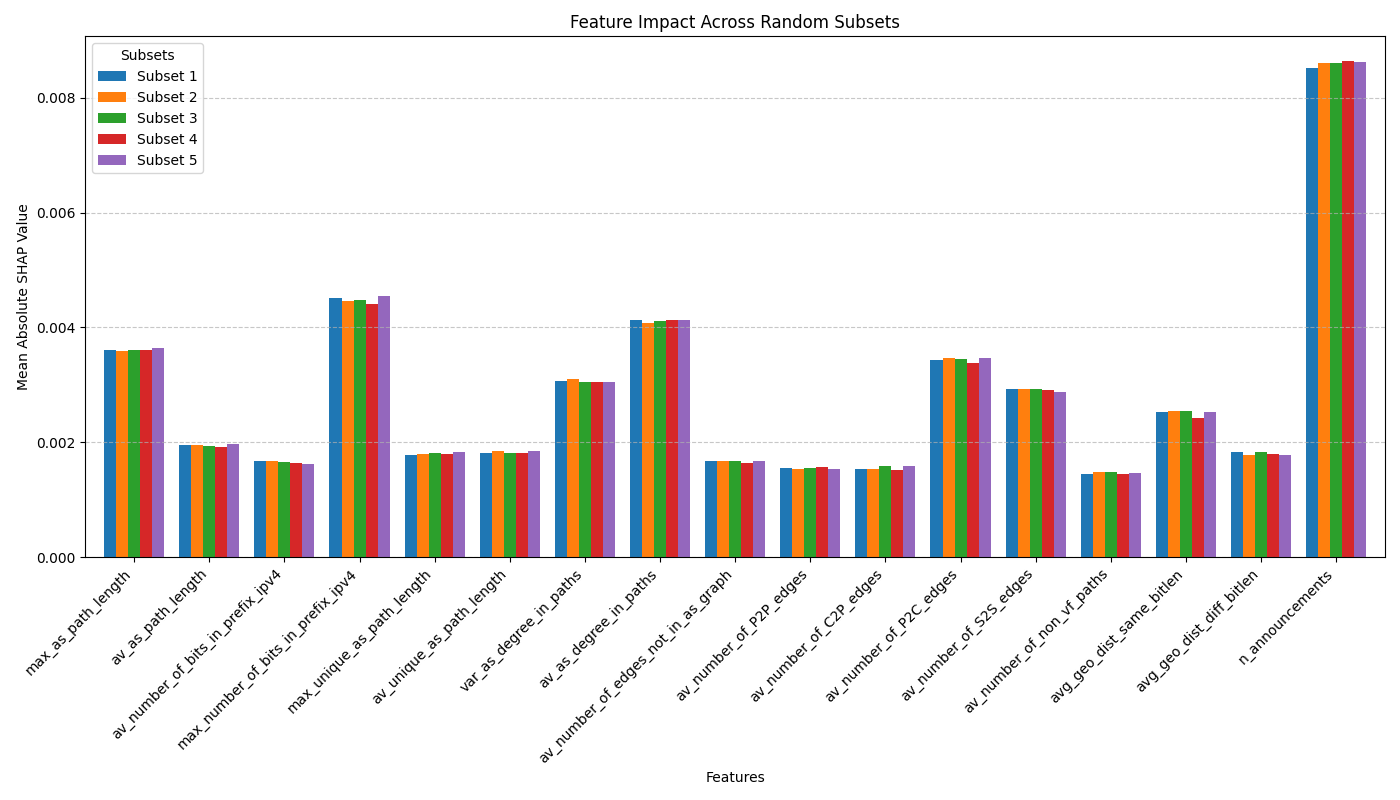 Feature Impact Across Random Subsets
Subsets
Subset 1
Subset 2
Subset 3
Subset 4
Subset 5
Mean Absolute SHAP Value
0.008
0.006
0.004
0.002
0.000
max_as_path_length
av_as_path_length
av_number_of_bits_in_prefix_ipv4
max_number_of_bits_in_prefix_ipv4
max_unique_as_path_length
av_unique_as_path_length
var_as_degree_in_paths
av_as_degree_in_paths
av_number_of_edges_not_in_as_graph
av_number_of_P2P_edges
av_number_of_C2P_edges
av_number_of_P2C_edges
av_number_of_S2S_edges
av_number_of_non_vf_paths
avg_geo_dist_same_bitlen
avg_geo_dist_diff_bitlen
n_announcements
Features